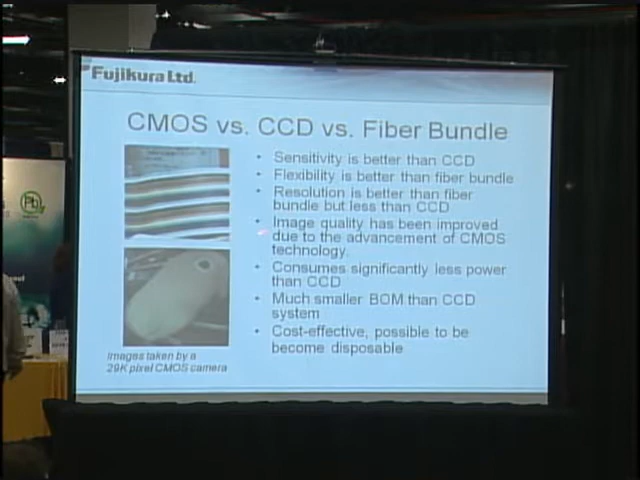 Fujikura Ltd.
CMOS vs. CCD vs. Fiber Bundle
• Sensitivity is better than CCD
• Flexibility is better than fiber bundle
• Resolution is better than fiber
bundle but less than CCD
• Image quality has been improved
due to the advancement of CMOS
technology.
• Consumes significantly less power
than CCD
• Much smaller BOM than CCD
system
• Cost-effective, possible to be
become disposable
Images taken by a
29K pixel CMOS camera
Pb